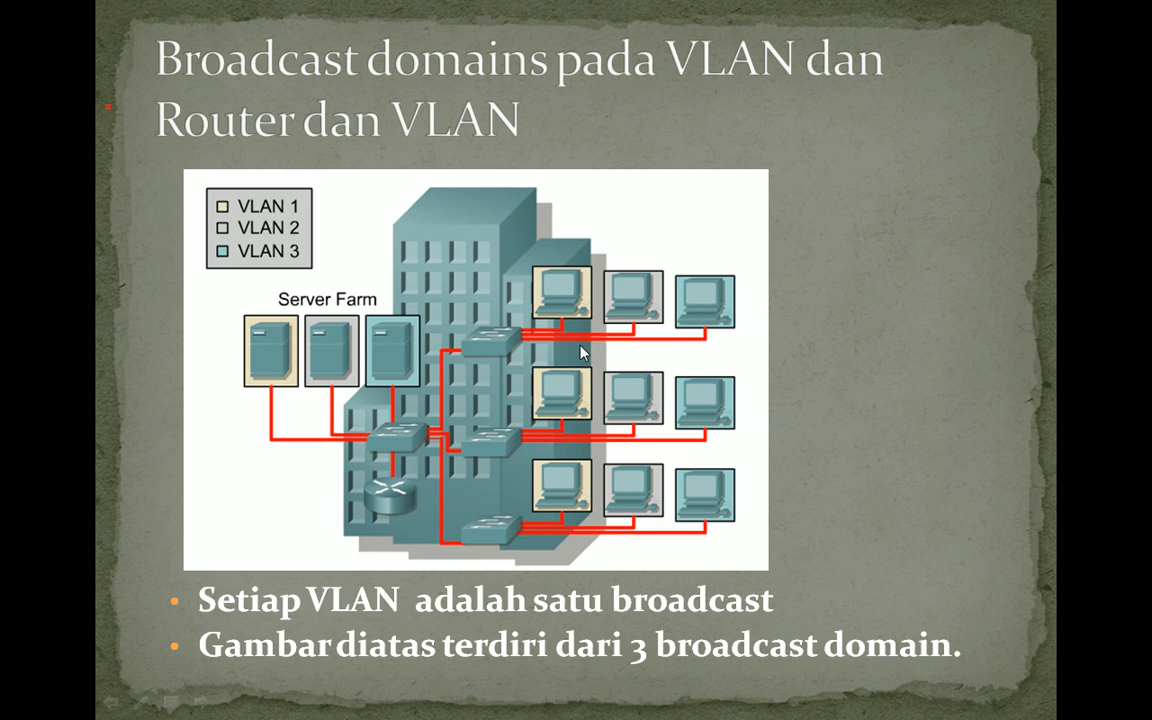 Broadcast domains pada VLAN dan
Router dan VLAN
VLAN 1
VLAN 2
VLAN 3
Server Farm
• Setiap VLAN adalah satu broadcast
• Gambar diatas terdiri dari 3 broadcast domain.